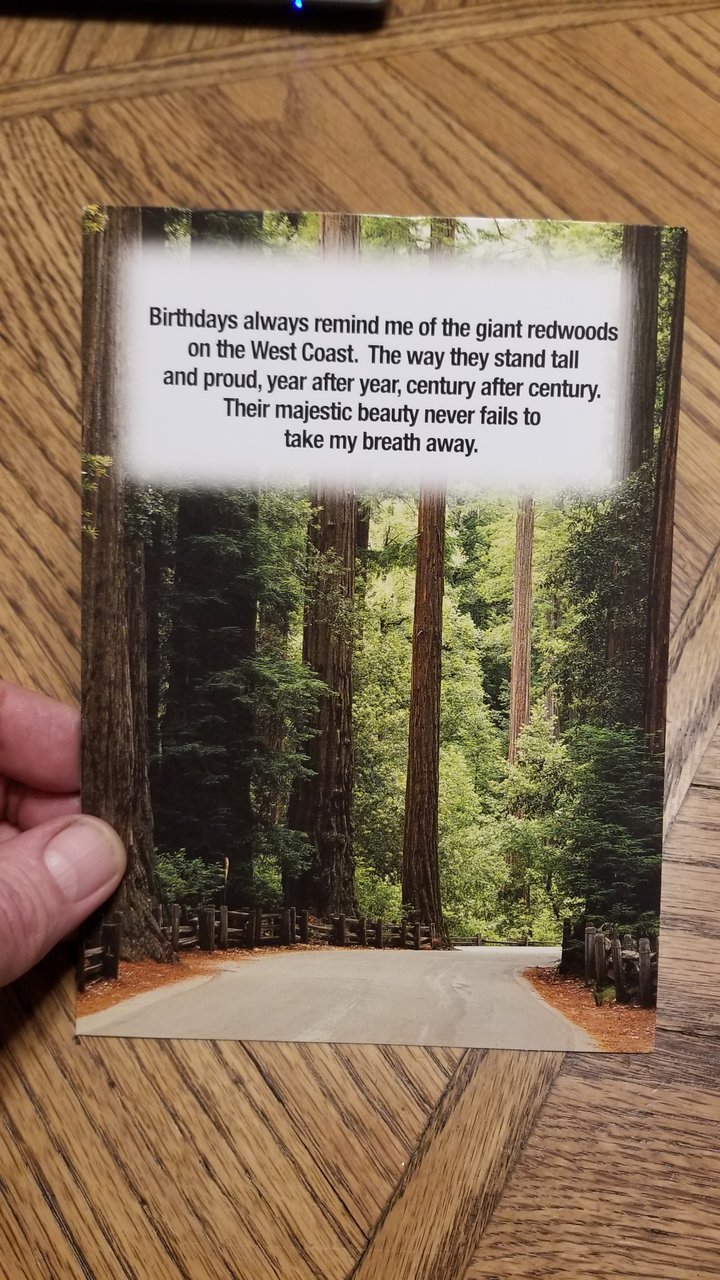 Birthdays always remind me of the giant redwoods
on the West Coast. The way they stand tall
and proud, year after year, century after century.
Their majestic beauty never fails to
take my breath away.